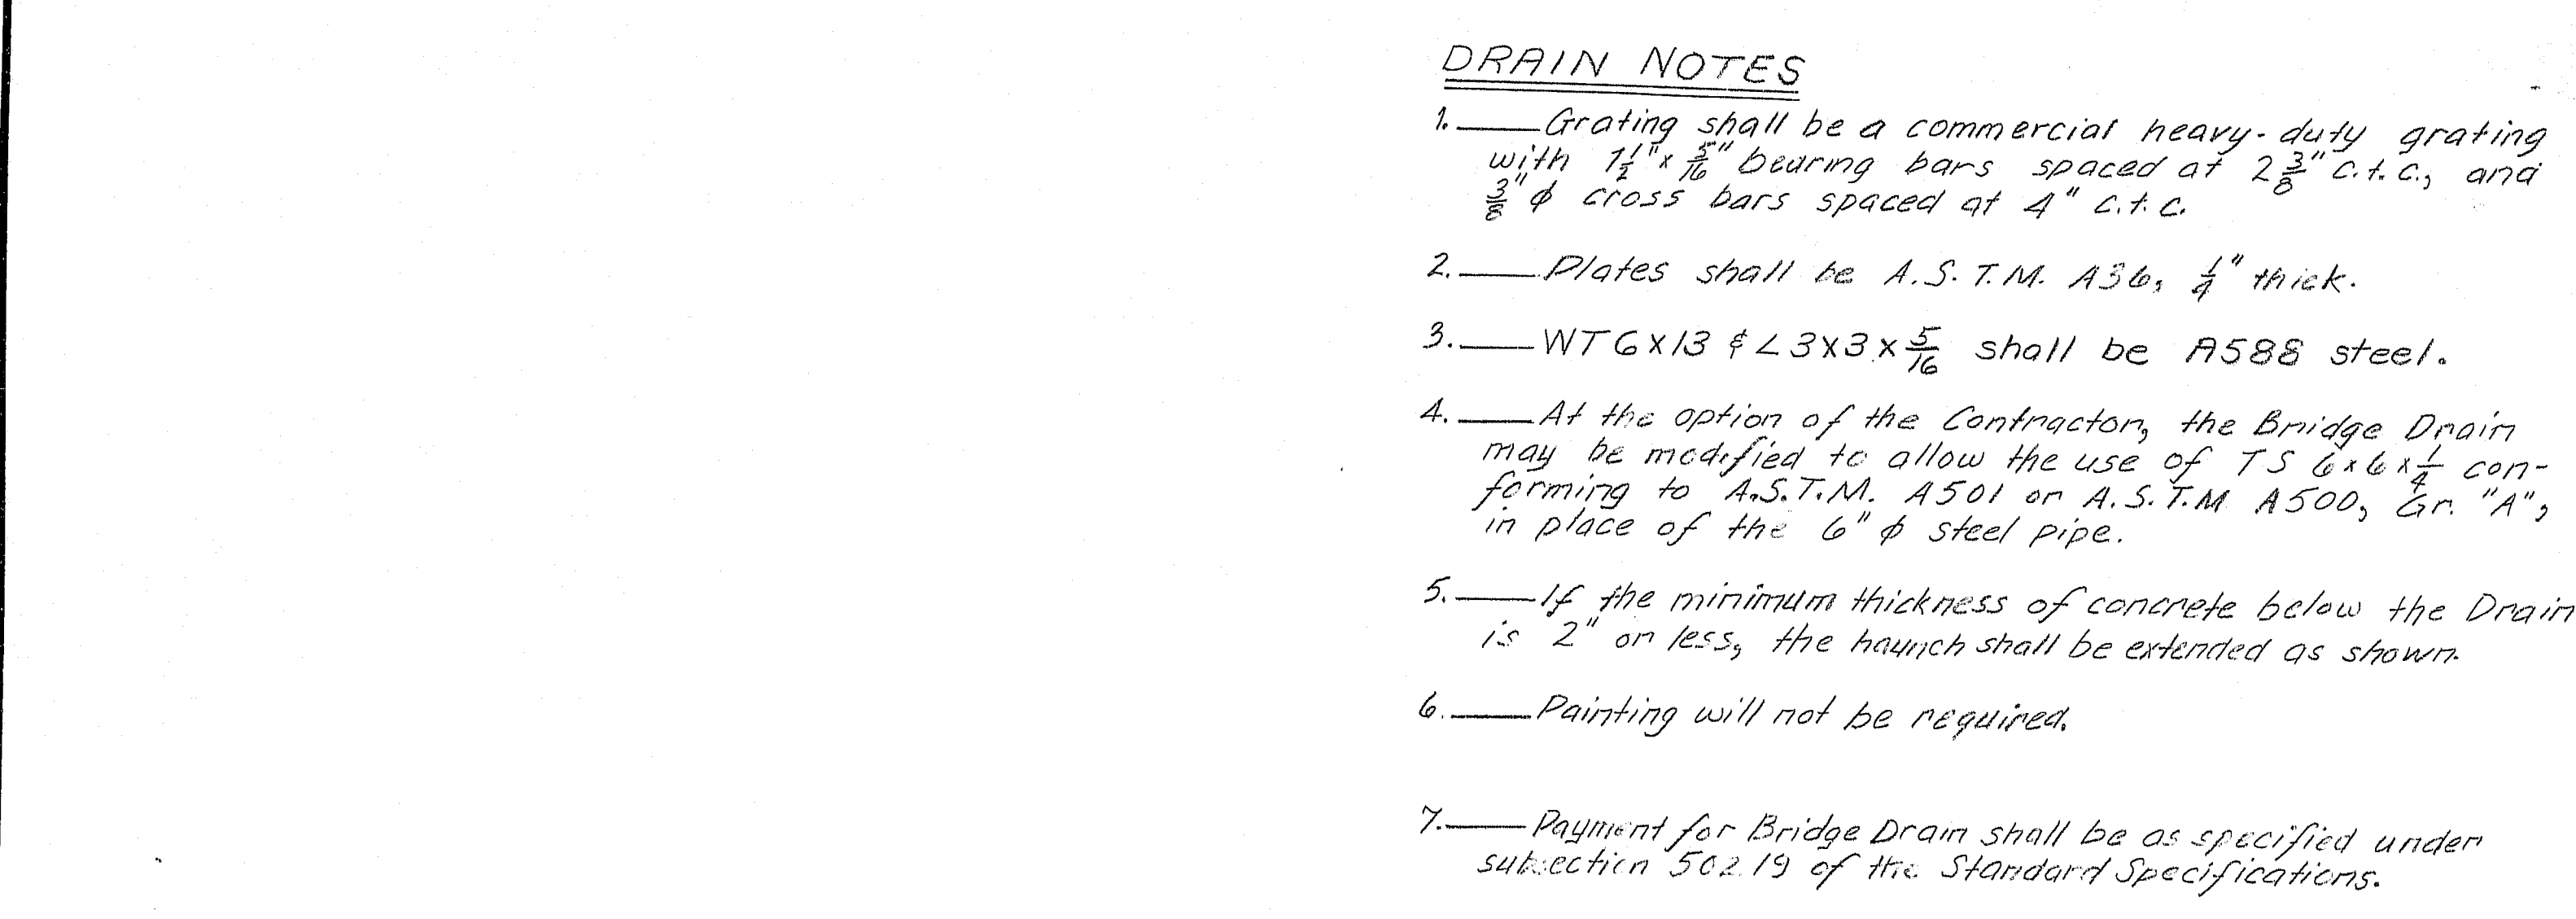 DRAIN NOTES
1. Grating shall be a commercial heavy-duty grating
with 1 1/2" x 5/16" bearing bars spaced at 2 3/8" c.t.c., and
3/8" φ cross bars spaced at 4" c.t.c.
2. Plates shall be A.S.T.M. A36, 1/4" thick.
3. WT 6x13 & L 3x3x5/16 shall be A588 steel.
4. At the option of the Contractor, the Bridge Drain
may be modified to allow the use of TS 6x6x1/4 con-
forming to A.S.T.M. A501 or A.S.T.M A500, Gr. "A",
in place of the 6" φ steel pipe.
5. If the minimum thickness of concrete below the Drain
is 2" or less, the haunch shall be extended as shown.
6. Painting will not be required.
7. Payment for Bridge Drain shall be as specified under
subsection 502.19 of the Standard Specifications.